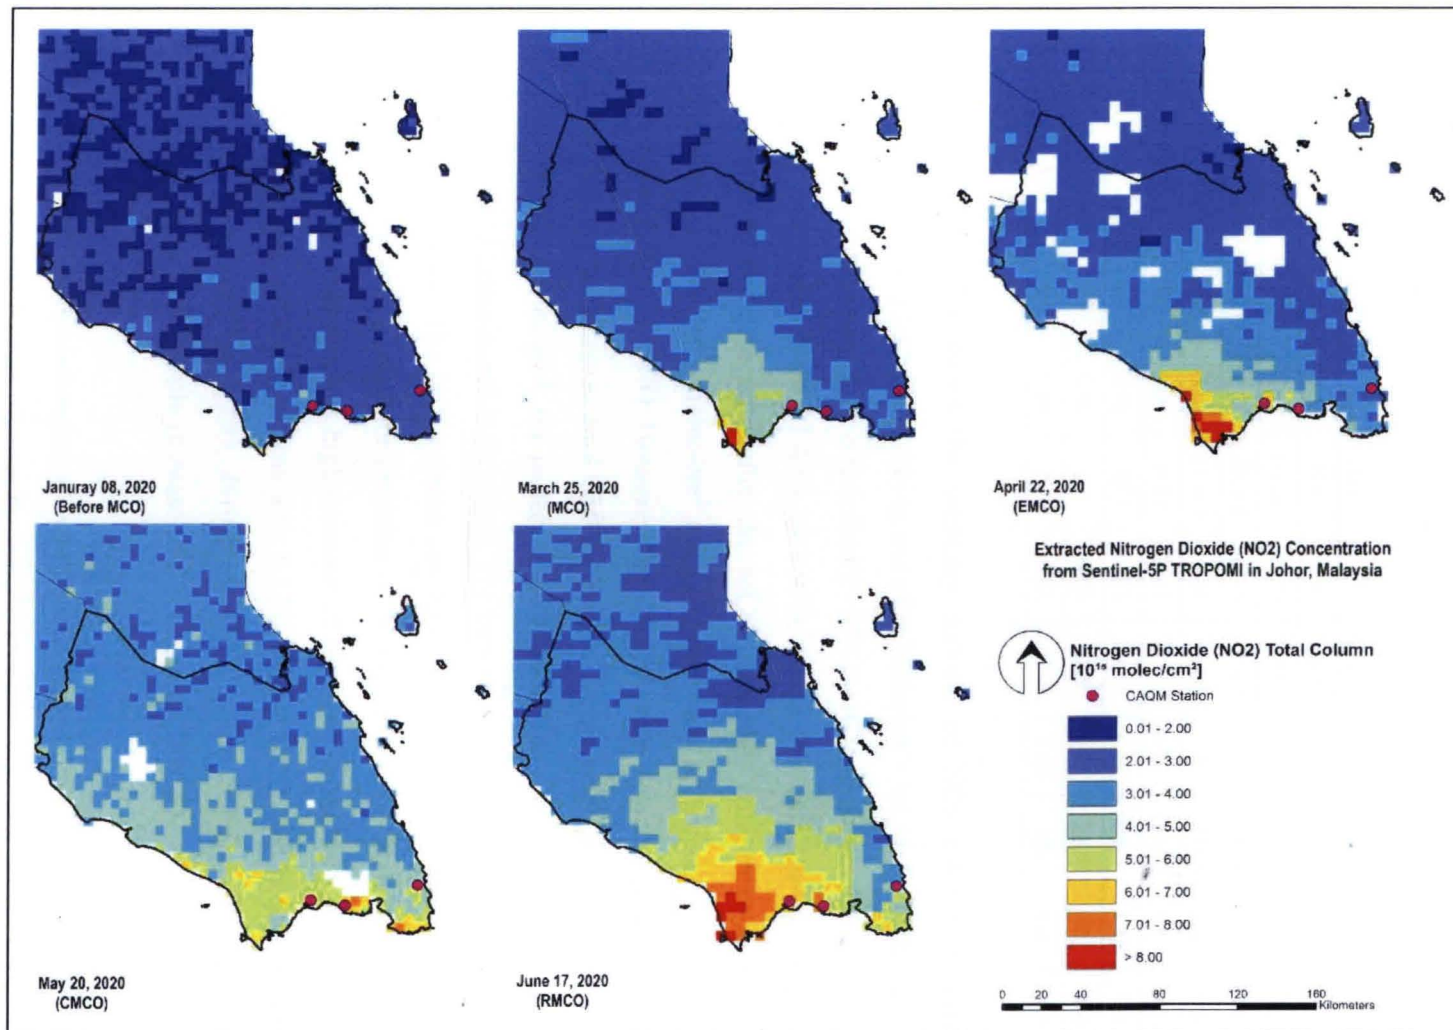 Januray 08, 2020
(Before MCO)
March 25, 2020
(MCO)
April 22, 2020
(EMCO)
Extracted Nitrogen Dioxide (NO2) Concentration
from Sentinel-5P TROPOMI in Johor, Malaysia
Nitrogen Dioxide (NO2) Total Column
[10¹⁵ molec/cm²]
CAQM Station
0.01 - 2.00
2.01 - 3.00
3.01 - 4.00
4.01 - 5.00
5.01 - 6.00
6.01 - 7.00
7.01 - 8.00
> 8.00
0 20 40 80 120 160
Kilometers
May 20, 2020
(CMCO)
June 17, 2020
(RMCO)